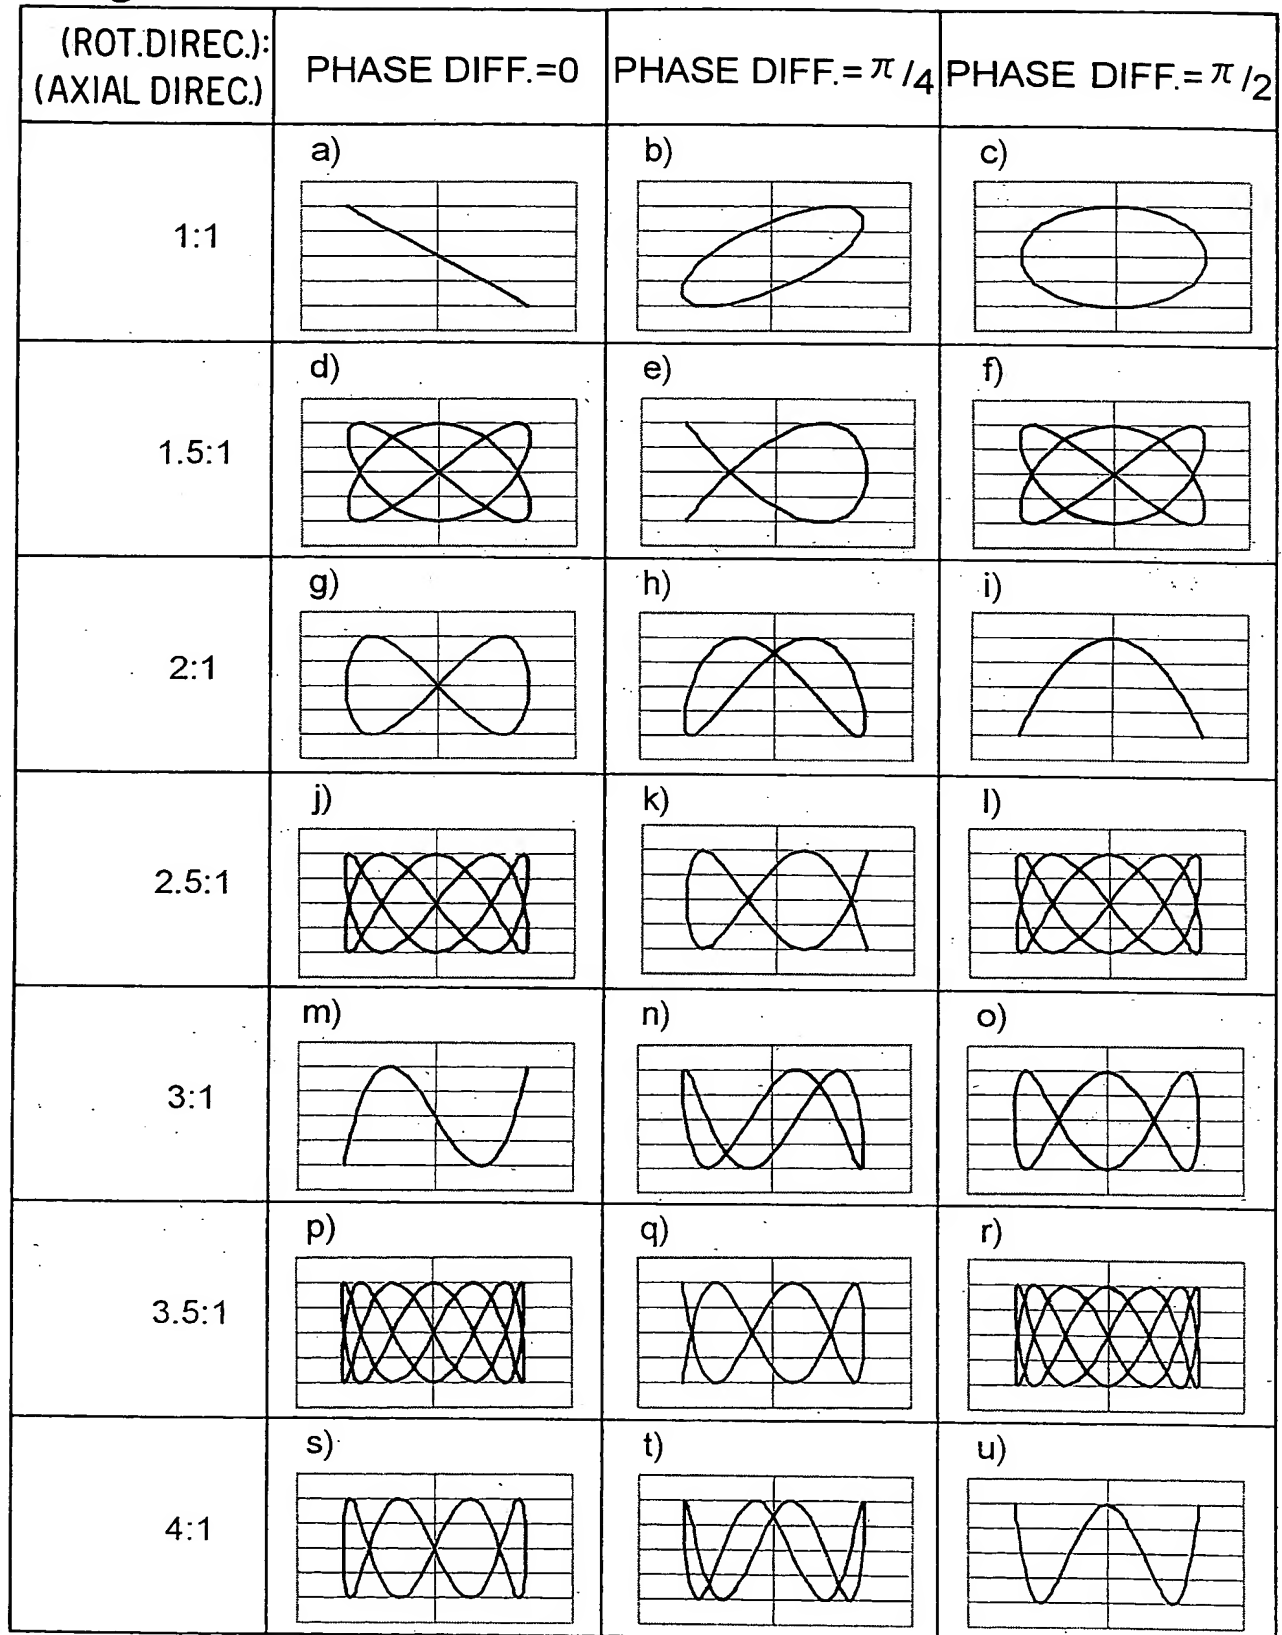 (ROT.DIREC.):
(AXIAL DIREC.)
PHASE DIFF.=0
PHASE DIFF.=π/4
PHASE DIFF.=π/2
1:1
a)
b)
c)
1.5:1
d)
e)
f)
2:1
g)
h)
i)
2.5:1
j)
k)
l)
3:1
m)
n)
o)
3.5:1
p)
q)
r)
4:1
s)
t)
u)